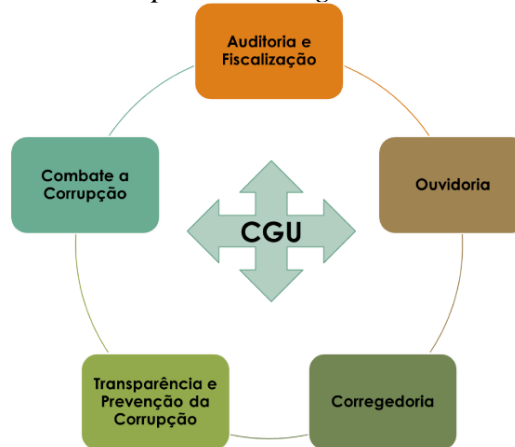 Auditoria e
Fiscalização
Combate a
Corrupção
Ouvidoria
CGU
Transparência e
Prevenção da
Corrupção
Corregedoria